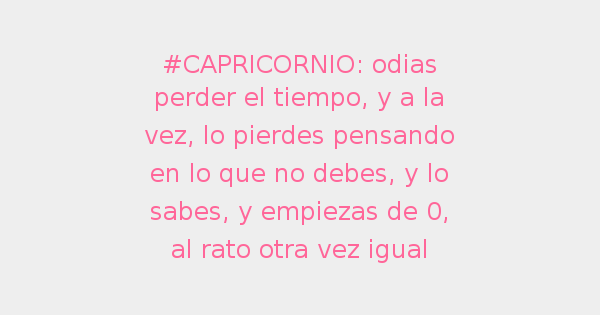 #CAPRICORNIO: odias
perder el tiempo, y a la
vez, lo pierdes pensando
en lo que no debes, y lo
sabes, y empiezas de 0,
al rato otra vez igual